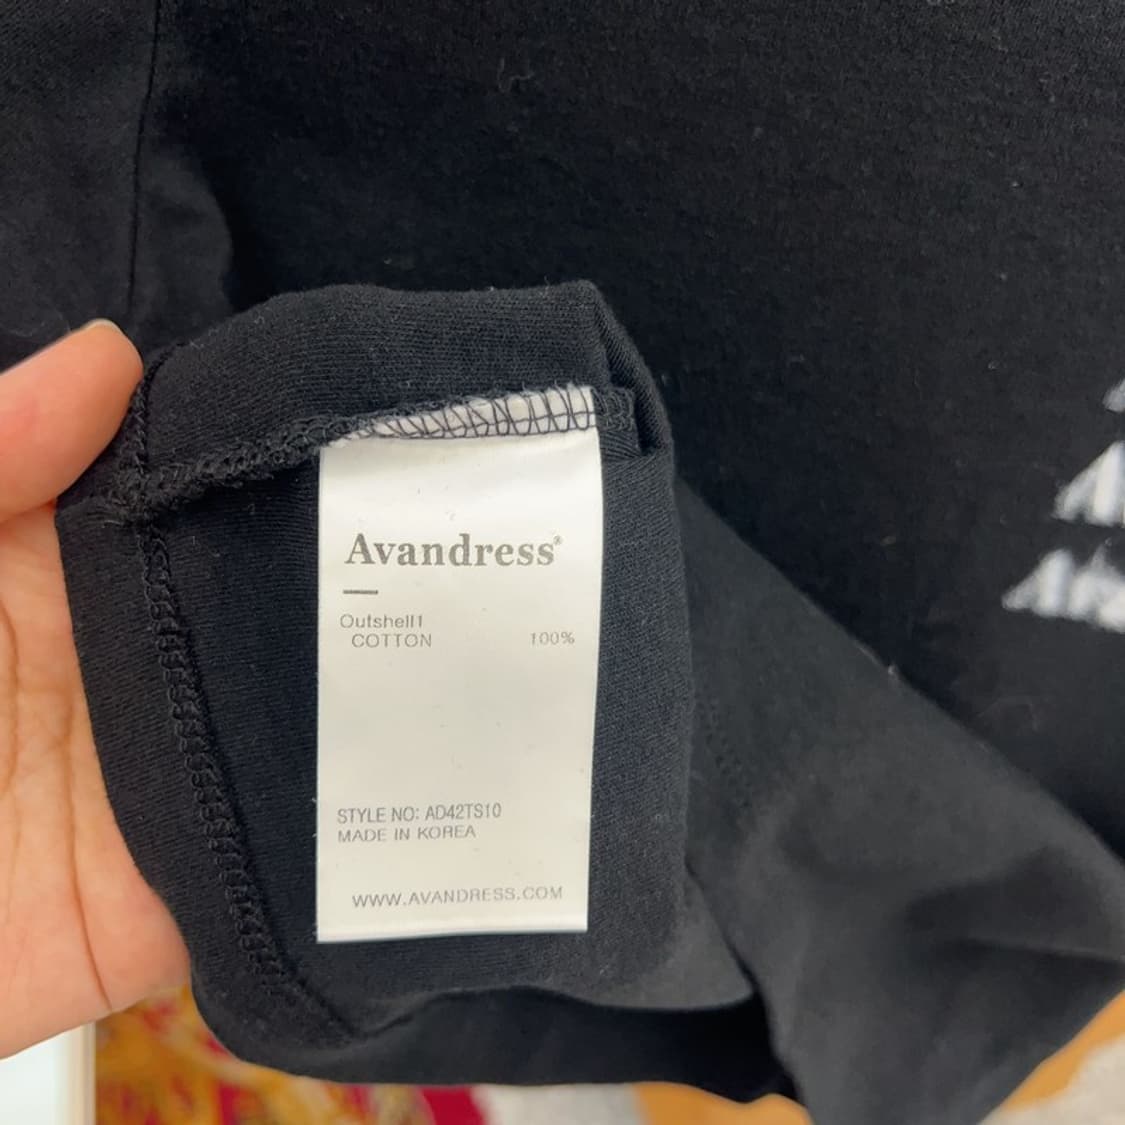 Avandress®
Outshell1
COTTON 100%
STYLE NO: AD42TS10
MADE IN KOREA
WWW.AVANDRESS.COM